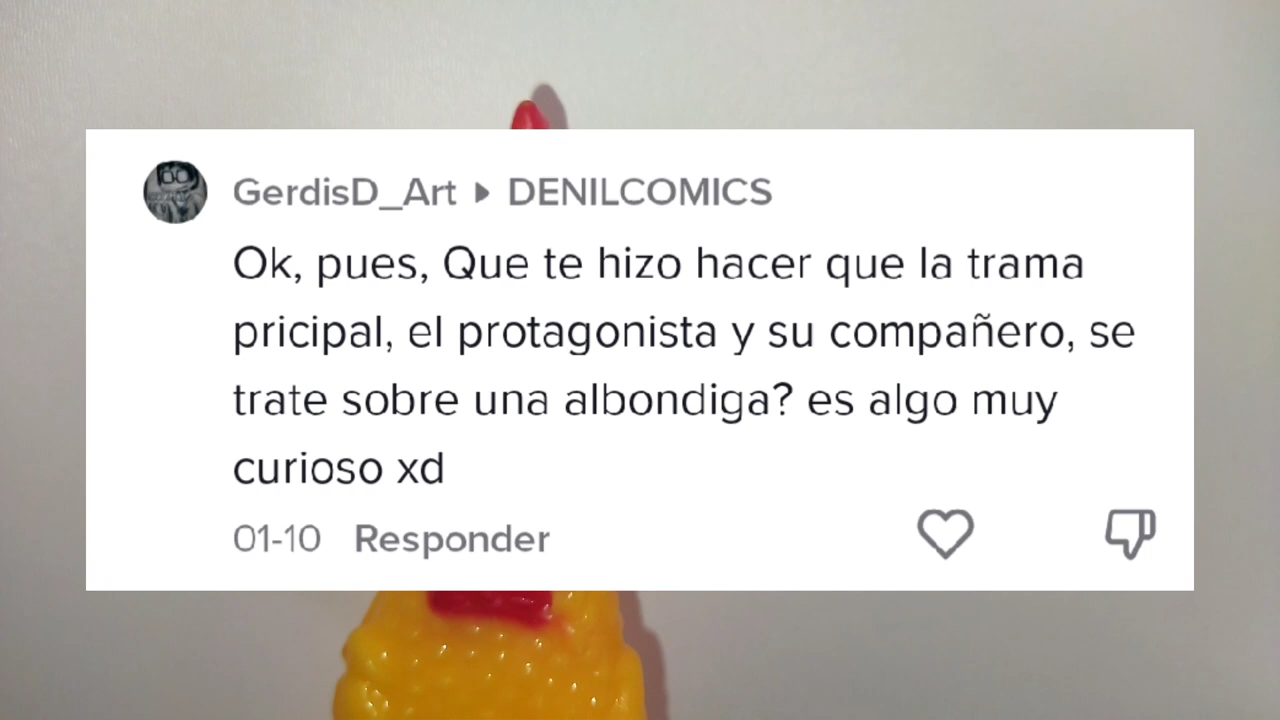 GerdisD_Art ▸ DENILCOMICS
Ok, pues, Que te hizo hacer que la trama
pricipal, el protagonista y su compañero, se
trate sobre una albondiga? es algo muy
curioso xd
01-10 Responder